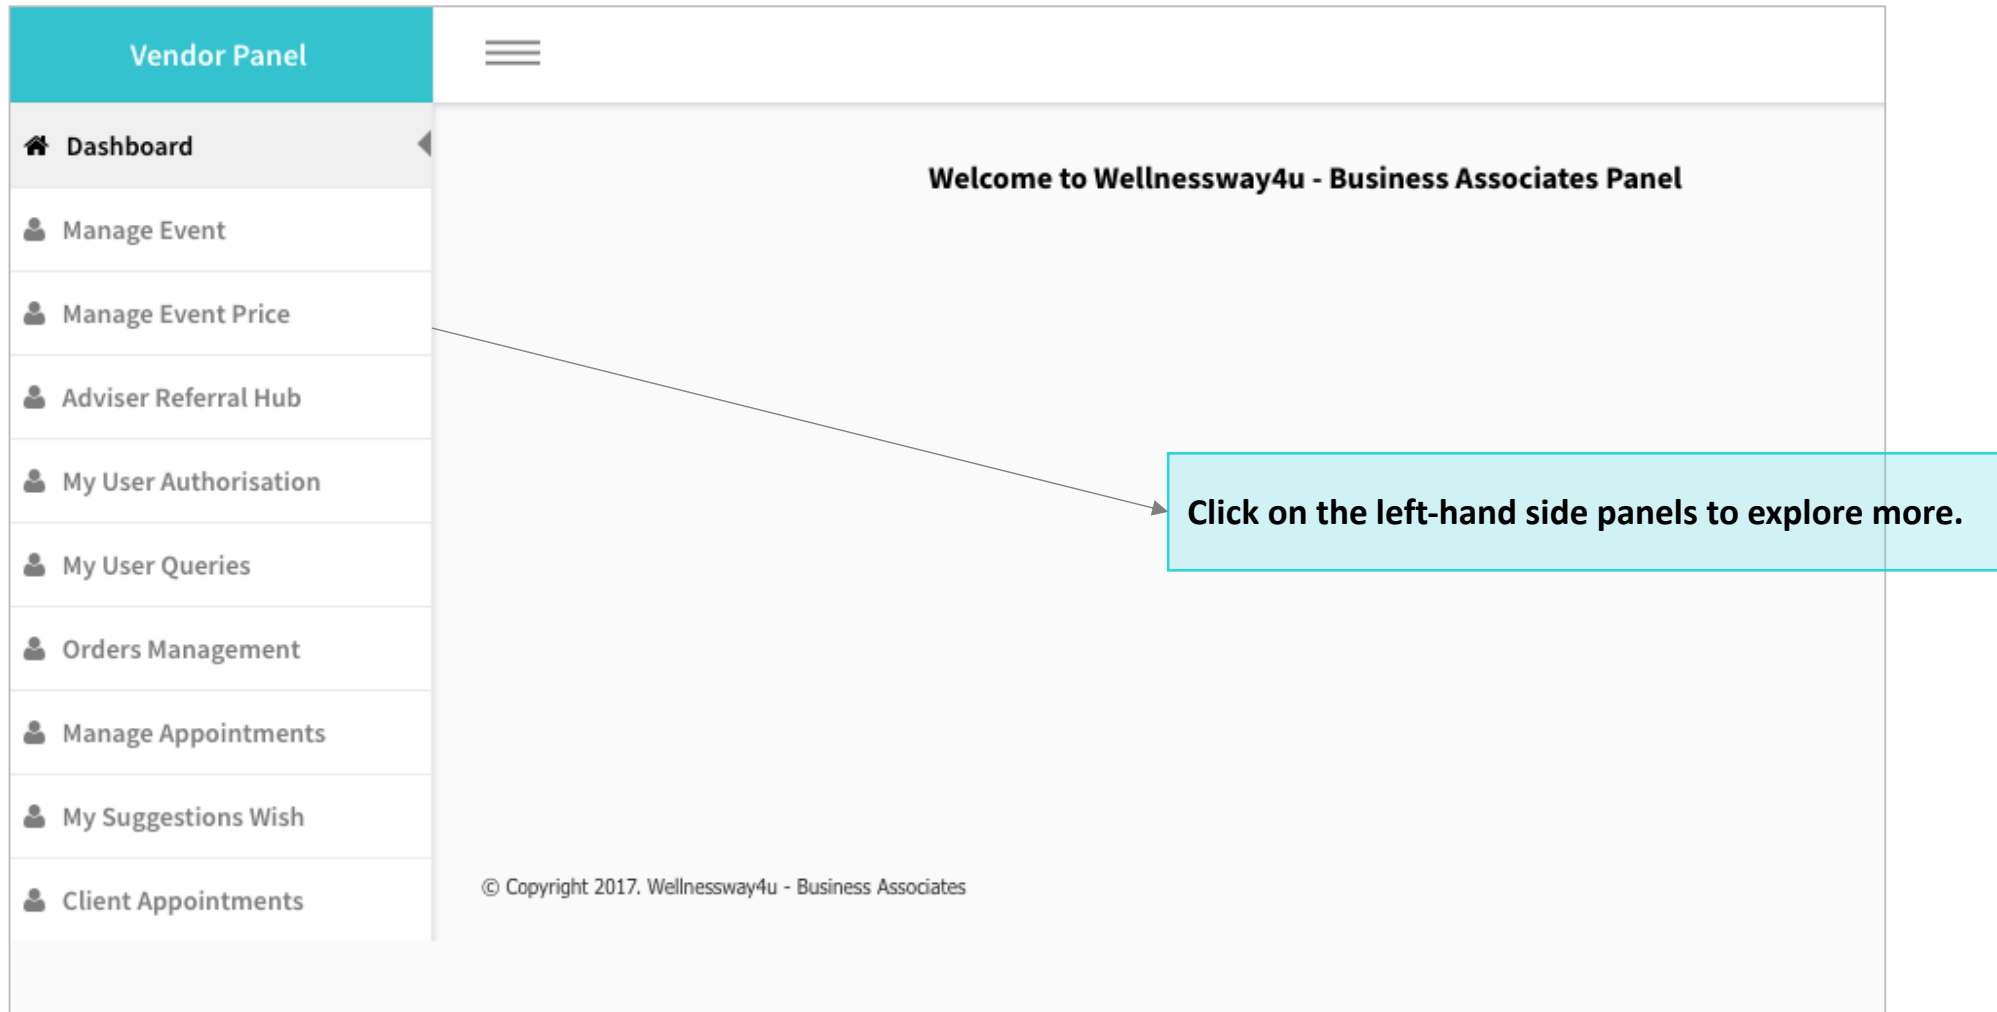 Vendor Panel
Dashboard
Welcome to Wellnessway4u - Business Associates Panel
Manage Event
Manage Event Price
Adviser Referral Hub
My User Authorisation
Click on the left-hand side panels to explore more.
My User Queries
Orders Management
Manage Appointments
My Suggestions Wish
Client Appointments
© Copyright 2017. Wellnessway4u - Business Associates